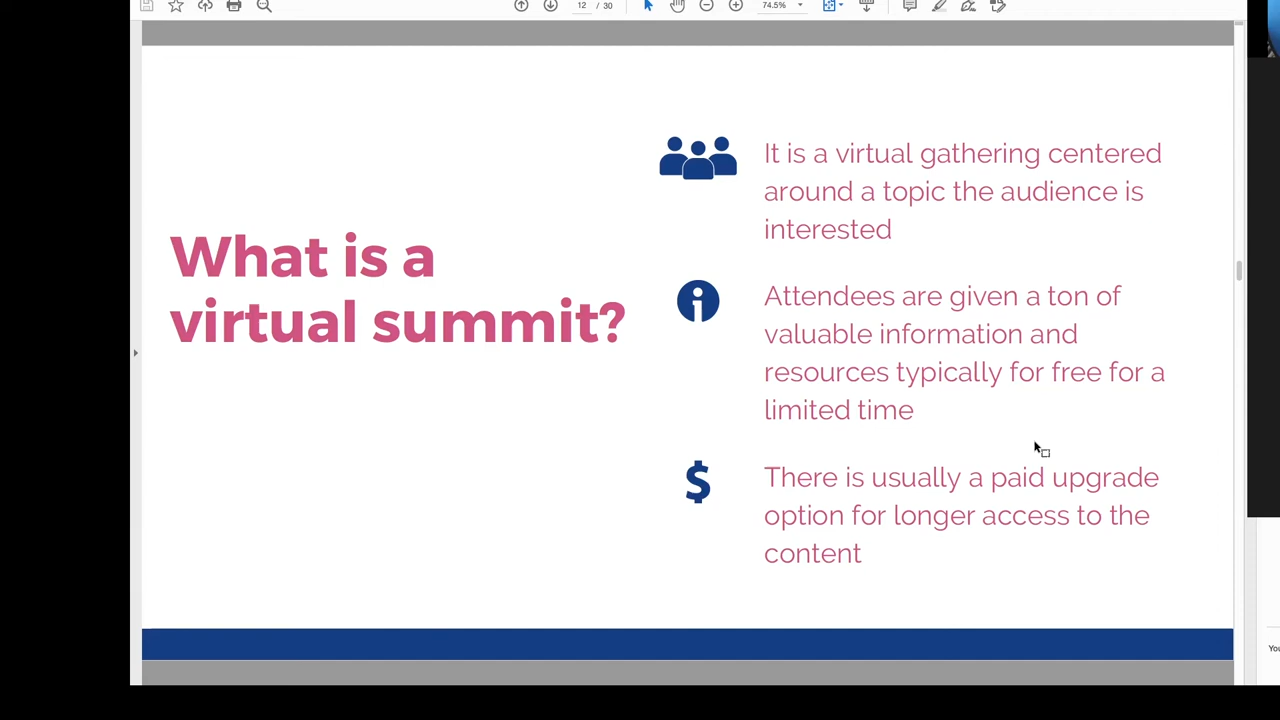 12 / 30
74.5%
What is a
virtual summit?
It is a virtual gathering centered
around a topic the audience is
interested
Attendees are given a ton of
valuable information and
resources typically for free for a
limited time
$
There is usually a paid upgrade
option for longer access to the
content
You